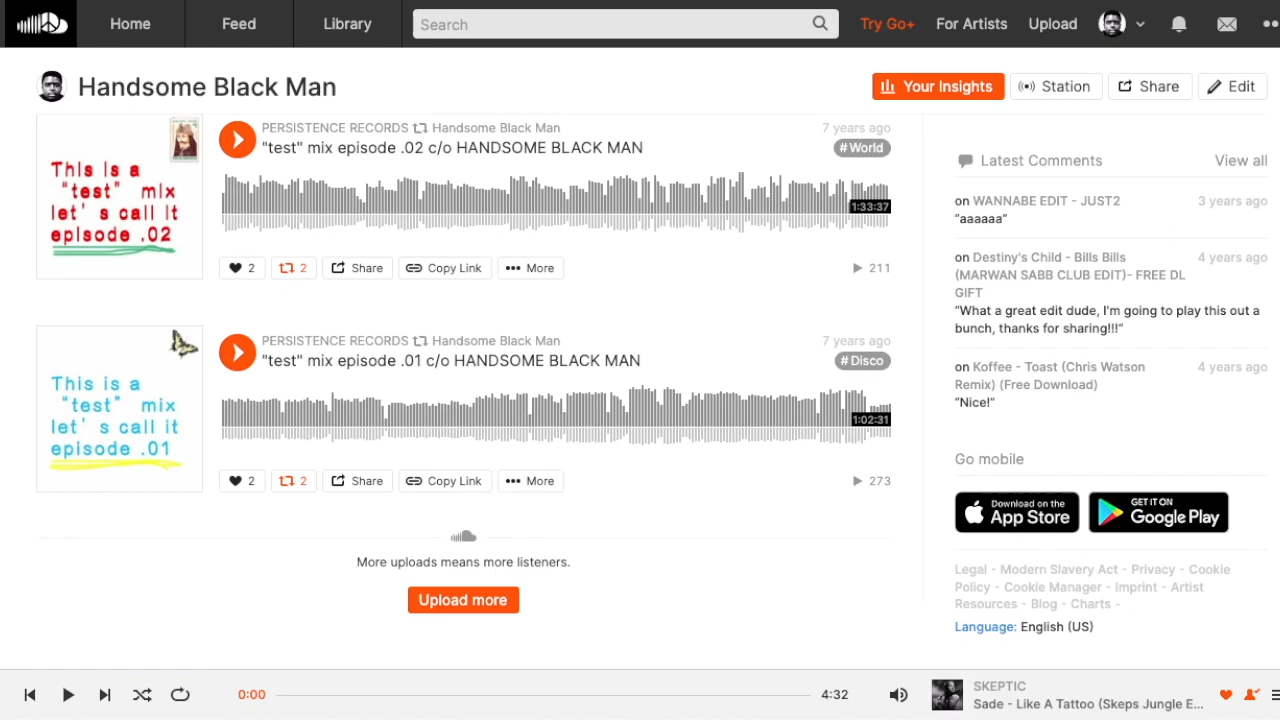 Home
Feed
Library
Search
Try Go+
For Artists
Upload
Handsome Black Man
Your Insights
Station
Share
Edit
This is a
"test" mix
let's call it
episode .02
PERSISTENCE RECORDS Handsome Black Man
7 years ago
"test" mix episode .02 c/o HANDSOME BLACK MAN
# World
1:33:37
2
2
Share
Copy Link
More
211
This is a
"test" mix
let's call it
episode .01
PERSISTENCE RECORDS Handsome Black Man
7 years ago
"test" mix episode .01 c/o HANDSOME BLACK MAN
# Disco
1:02:31
2
2
Share
Copy Link
More
273
More uploads means more listeners.
Upload more
Latest Comments
View all
on WANNABE EDIT - JUST2
3 years ago
“aaaaaa”
on Destiny's Child - Bills Bills
4 years ago
(MARWAN SABB CLUB EDIT)- FREE DL
GIFT
“What a great edit dude, I'm going to play this out a
bunch, thanks for sharing!!!”
on Koffee - Toast (Chris Watson
4 years ago
Remix) (Free Download)
“Nice!”
Go mobile
Download on the
App Store
GET IT ON
Google Play
Legal - Modern Slavery Act - Privacy - Cookie
Policy - Cookie Manager - Imprint - Artist
Resources - Blog - Charts -
Language: English (US)
0:00
4:32
SKEPTIC
Sade - Like A Tattoo (Skeps Jungle E...